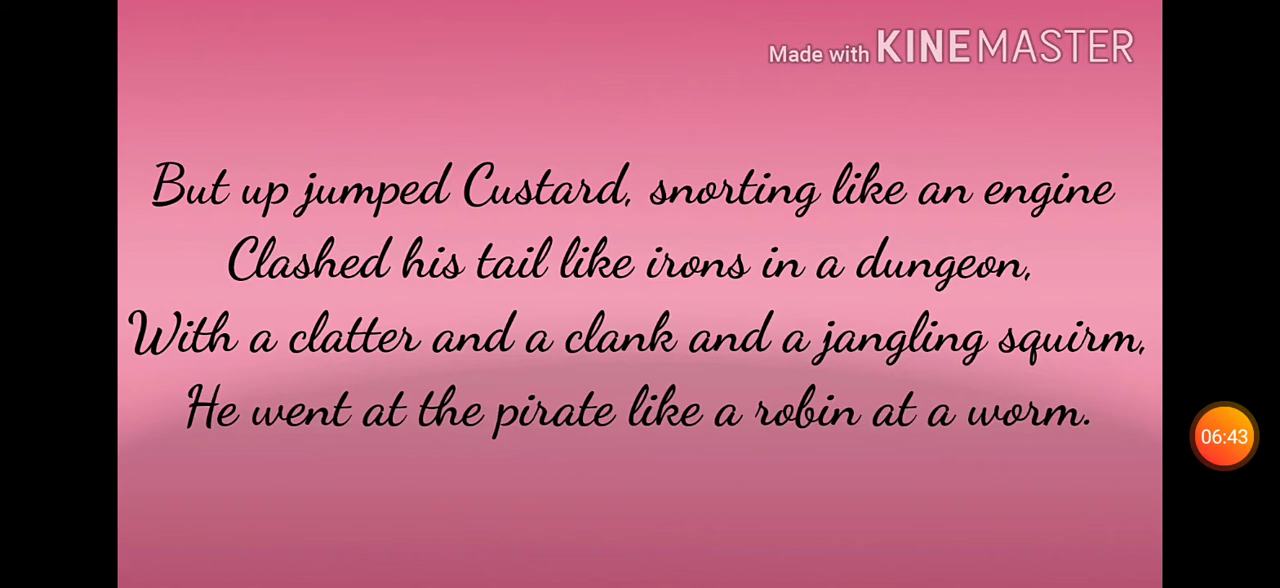 Made with KINEMASTER
But up jumped Custard, snorting like an engine
Clashed his tail like irons in a dungeon,
With a clatter and a clank and a jangling squirm,
He went at the pirate like a robin at a worm.
06:43